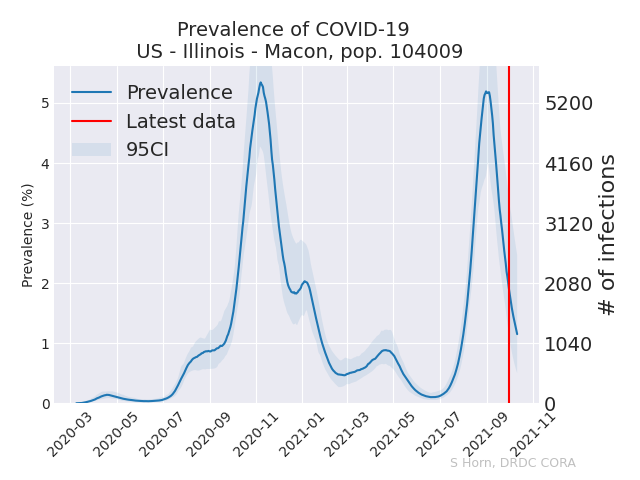 Prevalence of COVID-19
US - Illinois - Macon, pop. 104009
Prevalence
Latest data
95CI
Prevalence (%)
5
4
3
2
1
0
5200
4160
3120
2080
1040
0
# of infections
2020-03
2020-05
2020-07
2020-09
2020-11
2021-01
2021-03
2021-05
2021-07
2021-09
2021-11
S Horn, DRDC CORA